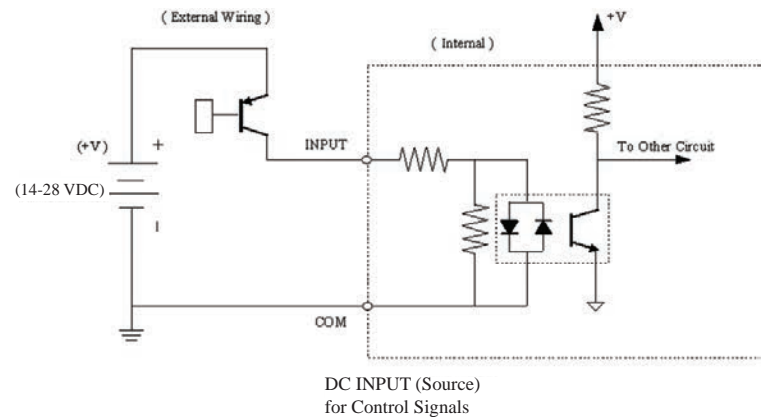 ( External Wiring )
+V
( Internal )
INPUT
To Other Circuit
(+V)
+
(14-28 VDC)
-
COM
DC INPUT (Source)
for Control Signals